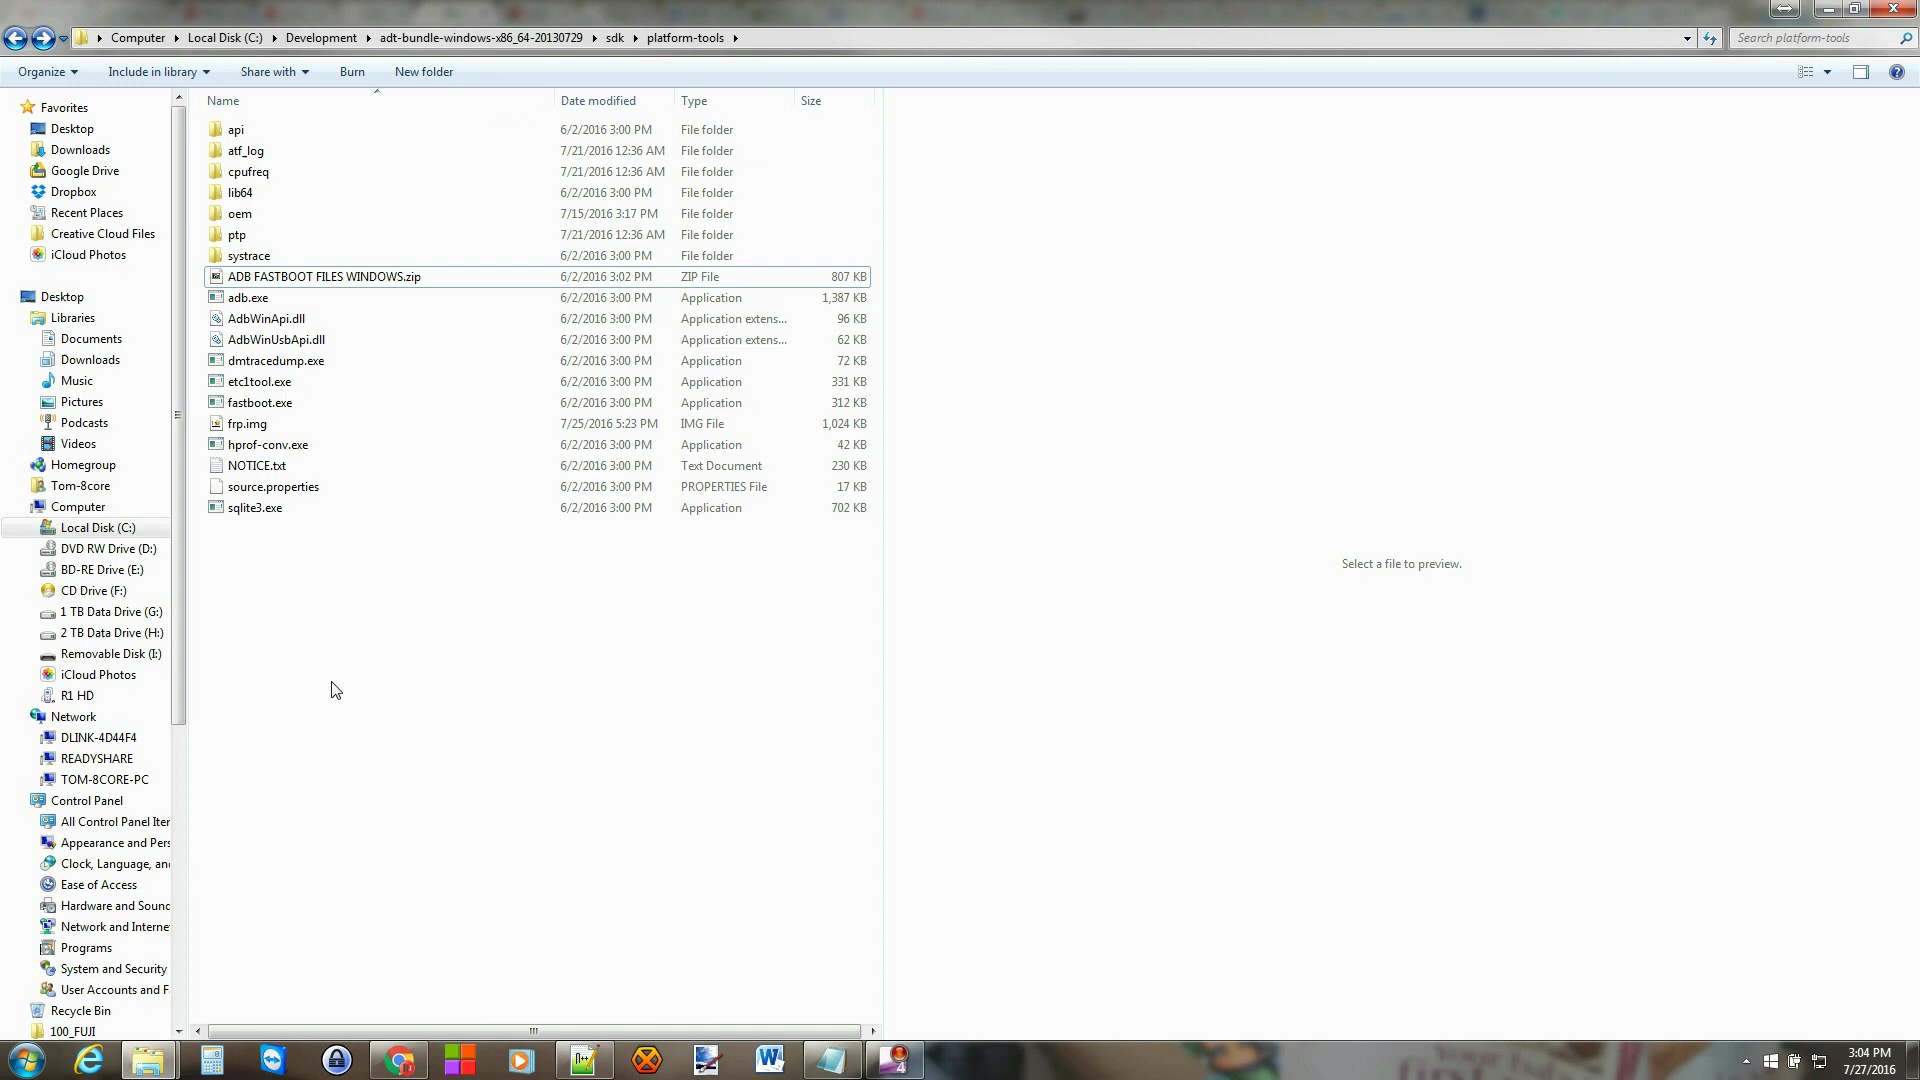 Computer Local Disk (C:) Development adt-bundle-windows-x86_64-20130729 sdk platform-tools Search platform-tools
Organize Include in library Share with Burn New folder
Name Date modified Type Size
api 6/2/2016 3:00 PM File folder
atf_log 7/21/2016 12:36 AM File folder
cpufreq 7/21/2016 12:36 AM File folder
lib64 6/2/2016 3:00 PM File folder
oem 7/15/2016 3:17 PM File folder
ptp 7/21/2016 12:36 AM File folder
systrace 6/2/2016 3:00 PM File folder
ADB FASTBOOT FILES WINDOWS.zip 6/2/2016 3:02 PM ZIP File 807 KB
adb.exe 6/2/2016 3:00 PM Application 1,387 KB
AdbWinApi.dll 6/2/2016 3:00 PM Application extens... 96 KB
AdbWinUsbApi.dll 6/2/2016 3:00 PM Application extens... 62 KB
dmtracedump.exe 6/2/2016 3:00 PM Application 72 KB
etc1tool.exe 6/2/2016 3:00 PM Application 331 KB
fastboot.exe 6/2/2016 3:00 PM Application 312 KB
frp.img 7/25/2016 5:23 PM IMG File 1,024 KB
hprof-conv.exe 6/2/2016 3:00 PM Application 42 KB
NOTICE.txt 6/2/2016 3:00 PM Text Document 230 KB
source.properties 6/2/2016 3:00 PM PROPERTIES File 17 KB
sqlite3.exe 6/2/2016 3:00 PM Application 702 KB
Favorites
Desktop
Downloads
Google Drive
Dropbox
Recent Places
Creative Cloud Files
iCloud Photos
Desktop
Libraries
Documents
Downloads
Music
Pictures
Podcasts
Videos
Homegroup
Tom-8core
Computer
Local Disk (C:)
DVD RW Drive (D:)
BD-RE Drive (E:)
CD Drive (F:)
1 TB Data Drive (G:)
2 TB Data Drive (H:)
Removable Disk (I:)
iCloud Photos
R1 HD
Network
DLINK-4D44F4
READYSHARE
TOM-8CORE-PC
Control Panel
All Control Panel Iter
Appearance and Pers
Clock, Language, an
Ease of Access
Hardware and Sound
Network and Interne
Programs
System and Security
User Accounts and F
Recycle Bin
100_FUJI
Select a file to preview.
3:04 PM
7/27/2016